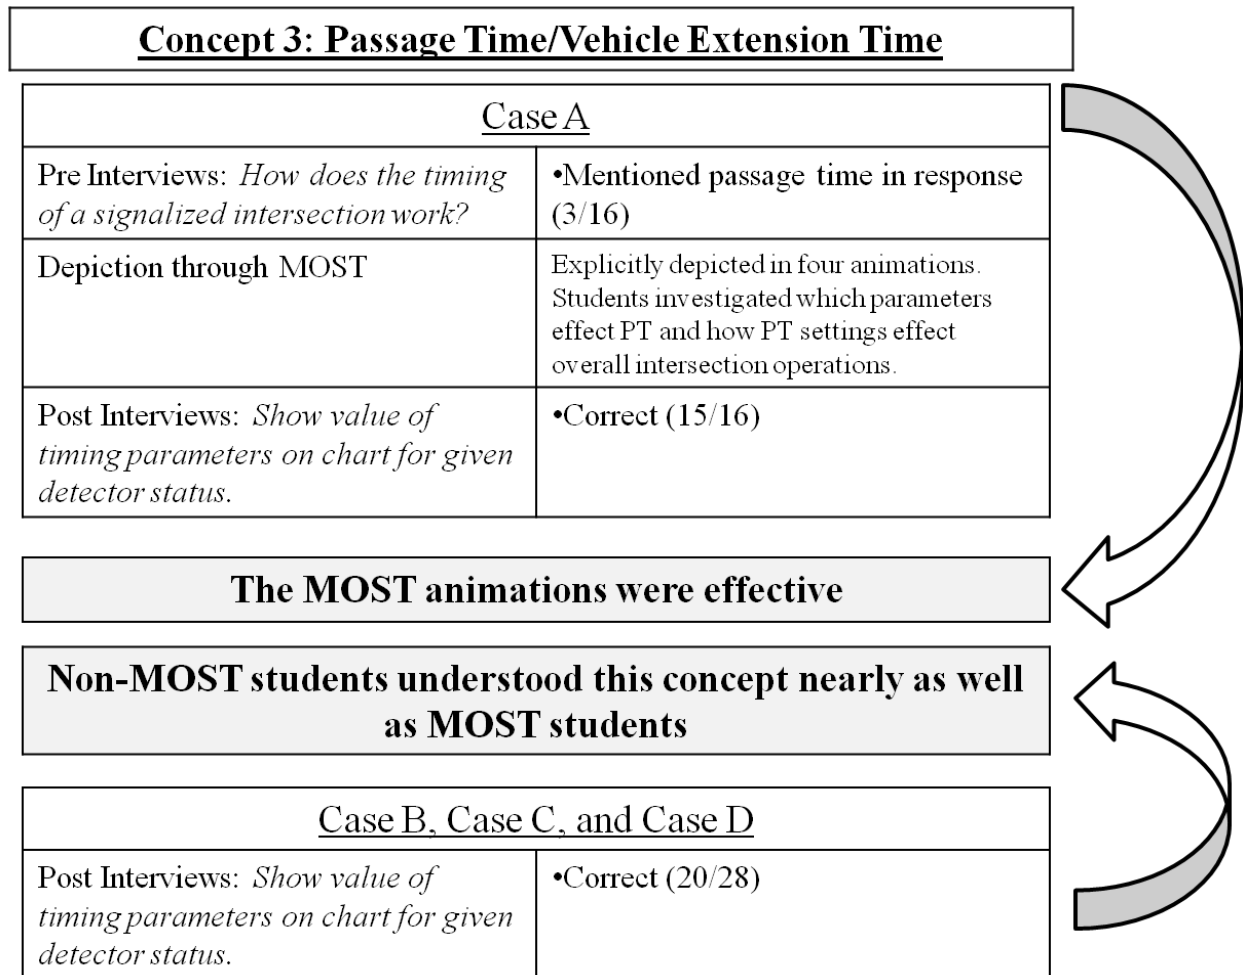 Concept 3: Passage Time/Vehicle Extension Time
Case A
Pre Interviews: How does the timing
of a signalized intersection work?
•Mentioned passage time in response
(3/16)
Depiction through MOST
Explicitly depicted in four animations.
Students investigated which parameters
effect PT and how PT settings effect
overall intersection operations.
Post Interviews: Show value of
timing parameters on chart for given
detector status.
•Correct (15/16)
The MOST animations were effective
Non-MOST students understood this concept nearly as well
as MOST students
Case B, Case C, and Case D
Post Interviews: Show value of
timing parameters on chart for given
detector status.
•Correct (20/28)